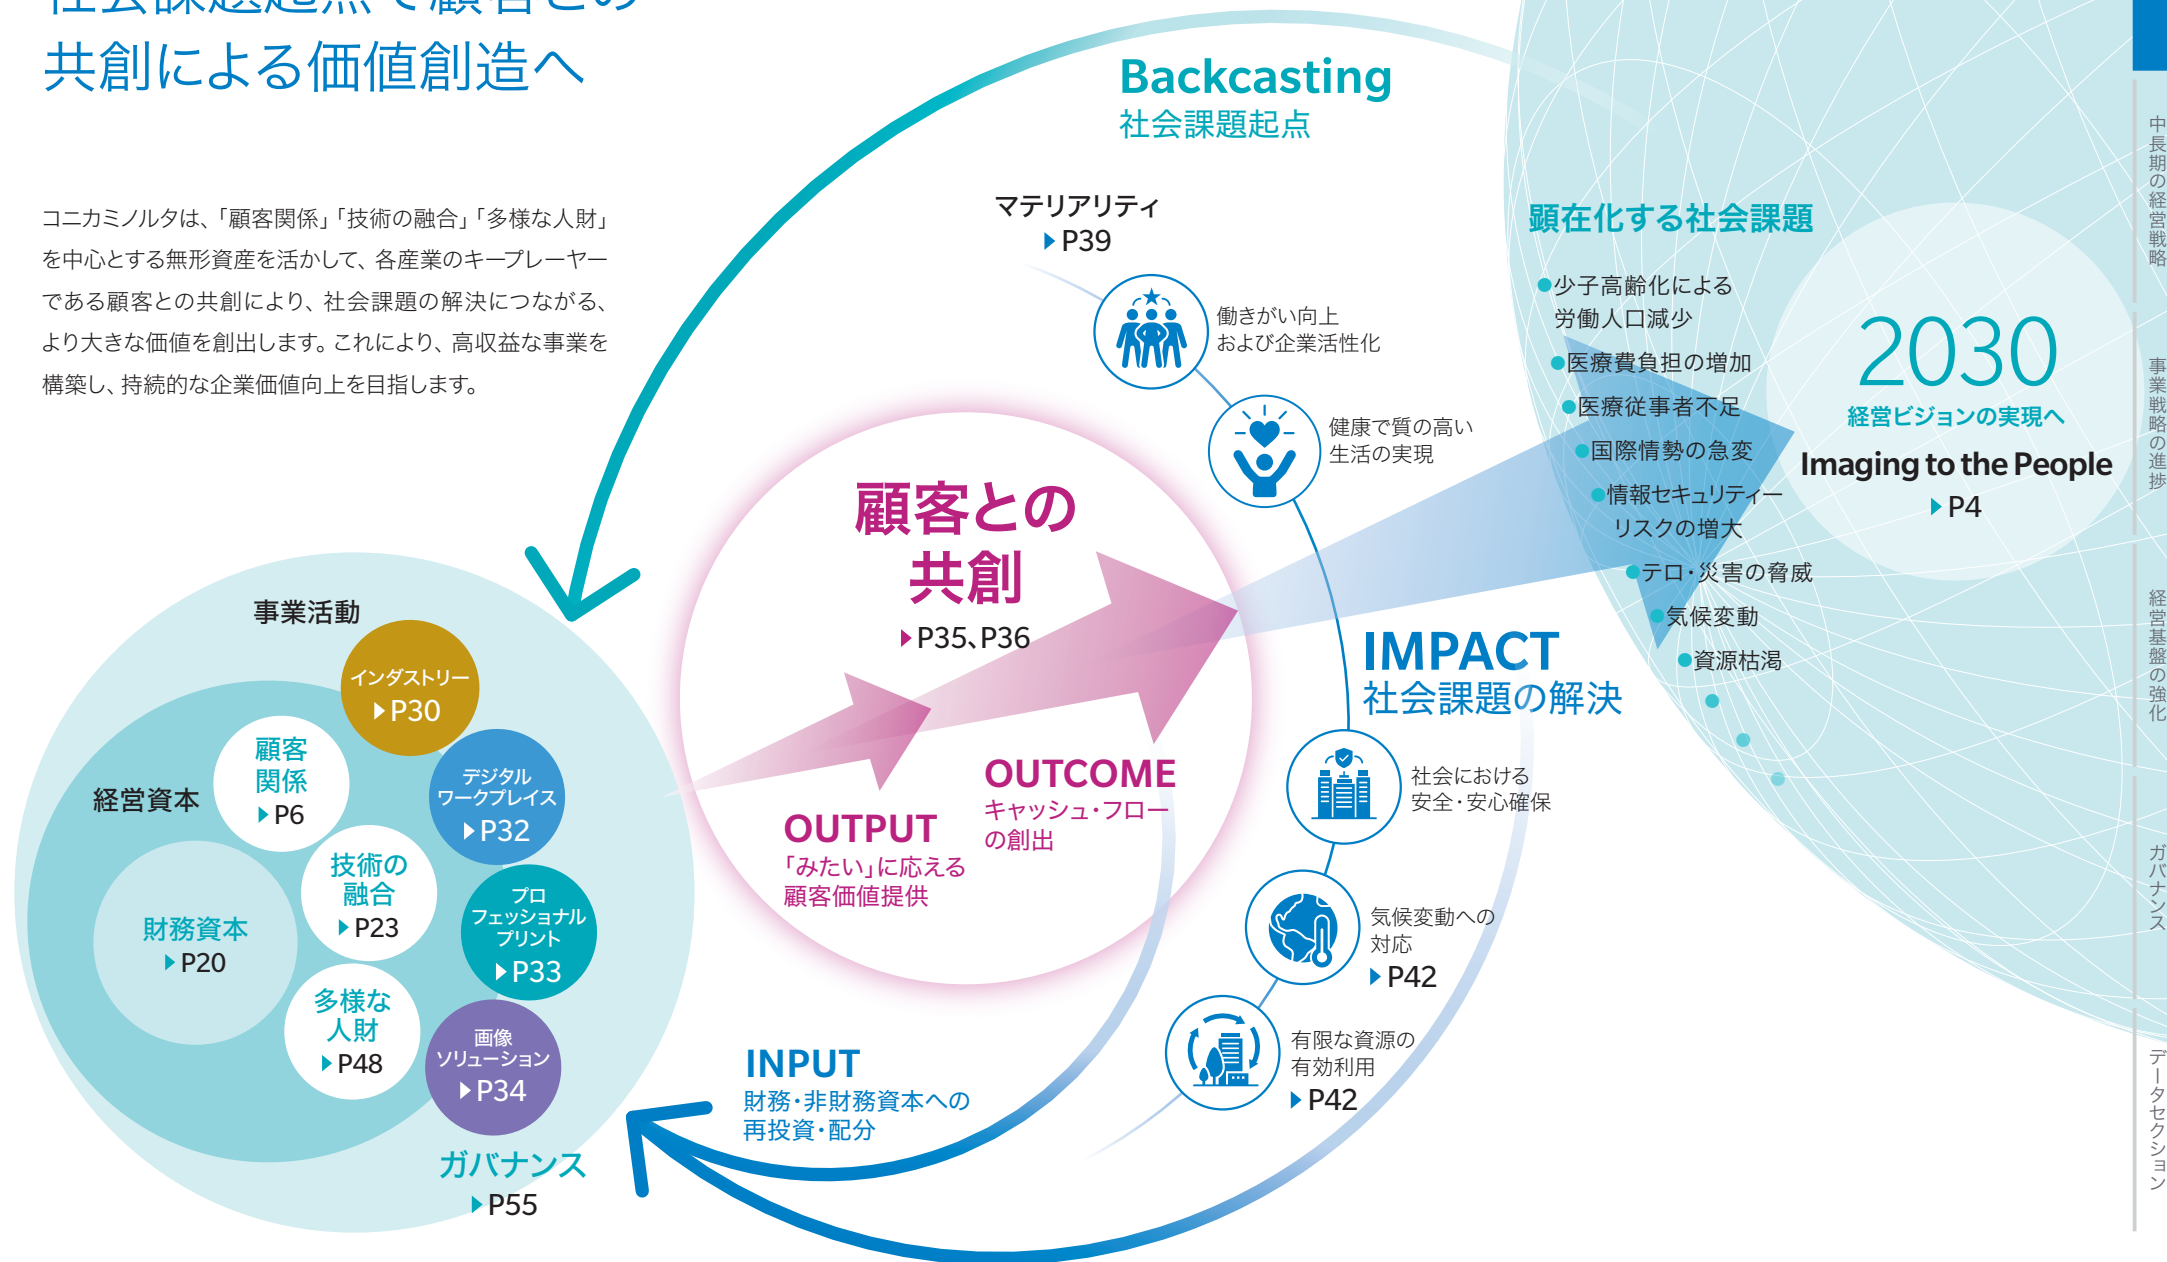 社会課題起点で顧客との
共創による価値創造へ
コニカミノルタは、「顧客関係」「技術の融合」「多様な人財」
を中心とする無形資産を活かして、各産業のキープレーヤー
である顧客との共創により、社会課題の解決につながる、
より大きな価値を創出します。これにより、高収益な事業を
構築し、持続的な企業価値向上を目指します。
Backcasting
社会課題起点
マテリアリティ
P39
働きがい向上
および企業活性化
健康で質の高い
生活の実現
顕在化する社会課題
●少子高齢化による
労働人口減少
●医療費負担の増加
●医療従事者不足
●国際情勢の急変
●情報セキュリティー
リスクの増大
●テロ・災害の脅威
●気候変動
●資源枯渇
2030
経営ビジョンの実現へ
Imaging to the People
P4
顧客との
共創
P35、P36
IMPACT
社会課題の解決
OUTCOME
キャッシュ・フロー
の創出
OUTPUT
「みたい」に応える
顧客価値提供
社会における
安全・安心確保
気候変動への
対応
P42
有限な資源の
有効利用
P42
INPUT
財務・非財務資本への
再投資・配分
事業活動
インダストリー
P30
デジタル
ワークプレイス
P32
プロ
フェッショナル
プリント
P33
画像
ソリューション
P34
経営資本
顧客
関係
P6
技術の
融合
P23
多様な
人財
P48
財務資本
P20
ガバナンス
P55
中長期の経営戦略
事業戦略の進捗
経営基盤の強化
ガバナンス
データセクション